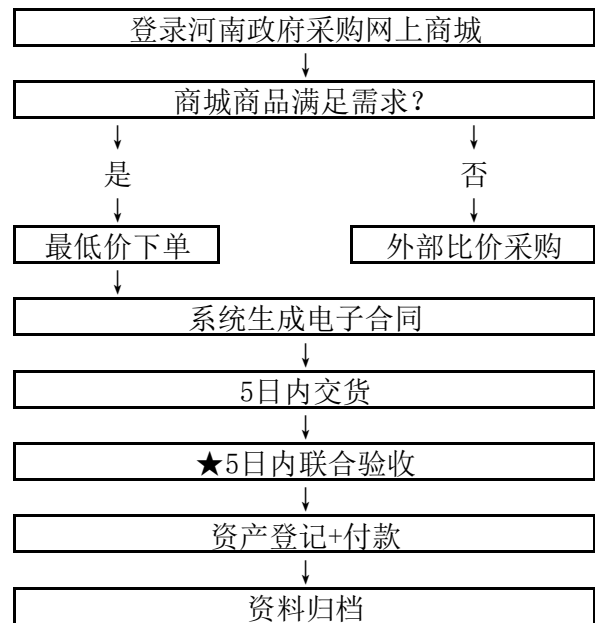 登录河南政府采购网上商城
↓
商城商品满足需求?
↓ ↓
是 否
↓ ↓
最低价下单 外部比价采购
↓
系统生成电子合同
↓
5日内交货
↓
★5日内联合验收
↓
资产登记+付款
↓
资料归档